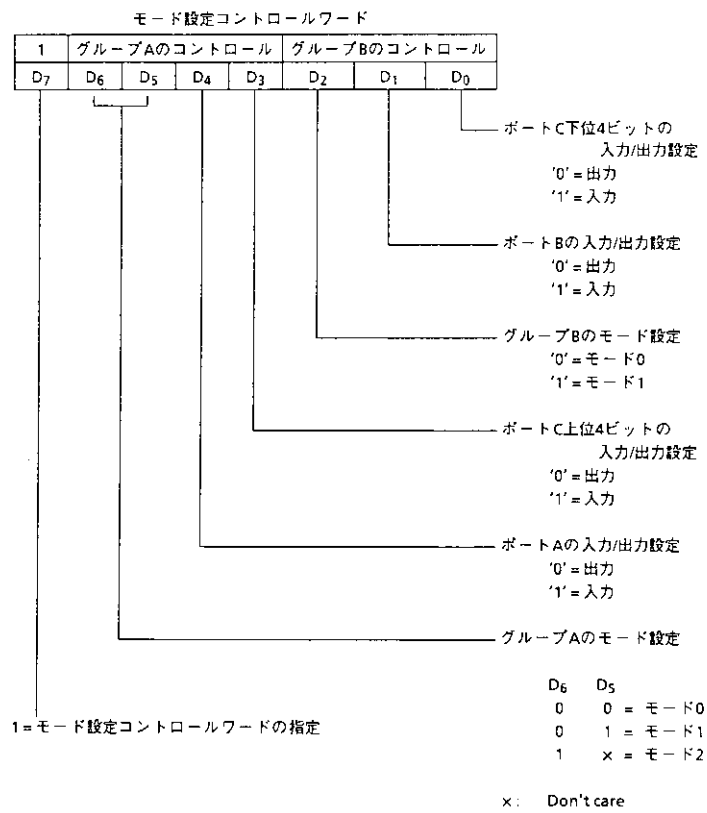 モード設定コントロールワード
1 グループAのコントロール グループBのコントロール
D7 D6 D5 D4 D3 D2 D1 D0
ポートC下位4ビットの
入力/出力設定
'0'=出力
'1'=入力
ポートBの入力/出力設定
'0'=出力
'1'=入力
グループBのモード設定
'0'=モード0
'1'=モード1
ポートC上位4ビットの
入力/出力設定
'0'=出力
'1'=入力
ポートAの入力/出力設定
'0'=出力
'1'=入力
グループAのモード設定
D6 D5
0 0 = モード0
1=モード設定コントロールワードの指定
0 1 = モード1
1 × = モード2
×: Don't care